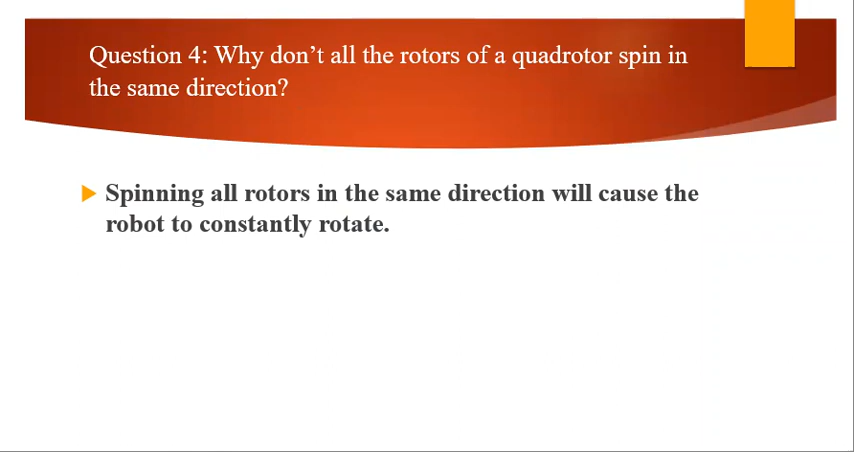 Question 4: Why don’t all the rotors of a quadrotor spin in
the same direction?
Spinning all rotors in the same direction will cause the
robot to constantly rotate.